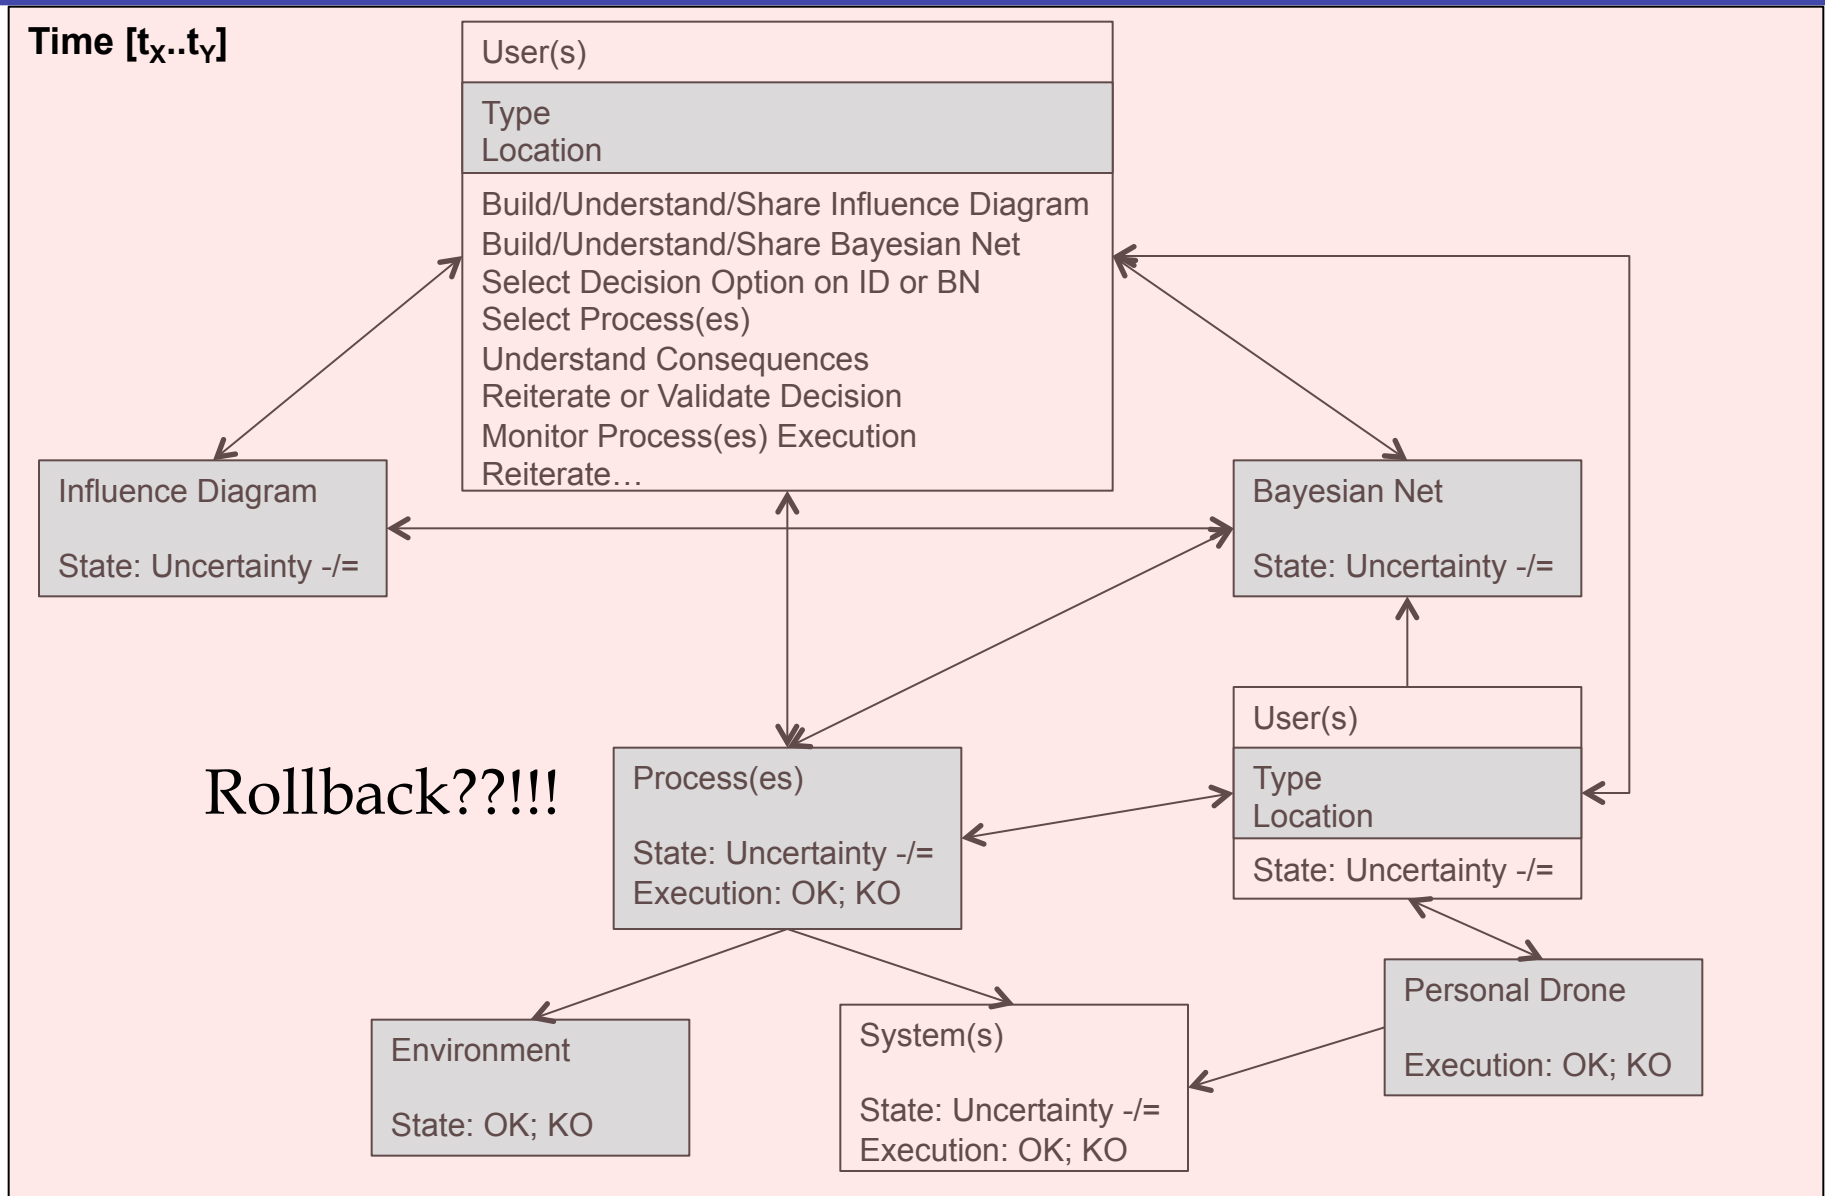 Time [tX..tY]
User(s)
Type
Location
Build/Understand/Share Influence Diagram
Build/Understand/Share Bayesian Net
Select Decision Option on ID or BN
Select Process(es)
Understand Consequences
Reiterate or Validate Decision
Monitor Process(es) Execution
Reiterate…
Influence Diagram
State: Uncertainty -/=
Bayesian Net
State: Uncertainty -/=
Rollback??!!!
Process(es)
State: Uncertainty -/=
Execution: OK; KO
User(s)
Type
Location
State: Uncertainty -/=
Environment
State: OK; KO
System(s)
State: Uncertainty -/=
Execution: OK; KO
Personal Drone
Execution: OK; KO